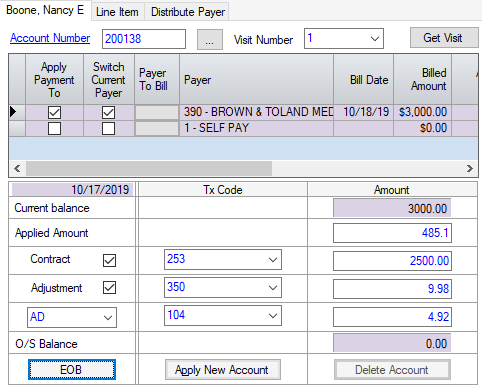 Boone, Nancy E Line Item Distribute Payer
Account Number 200138 ... Visit Number 1 Get Visit
Apply Payment To Switch Current Payer Payer To Bill Payer Bill Date Billed Amount
390 - BROWN & TOLAND MED 10/18/19 $3,000.00
1 - SELF PAY $0.00
10/17/2019 Tx Code Amount
Current balance 3000.00
Applied Amount 485.1
Contract 253 2500.00
Adjustment 350 9.98
AD 104 4.92
O/S Balance 0.00
EOB Apply New Account Delete Account